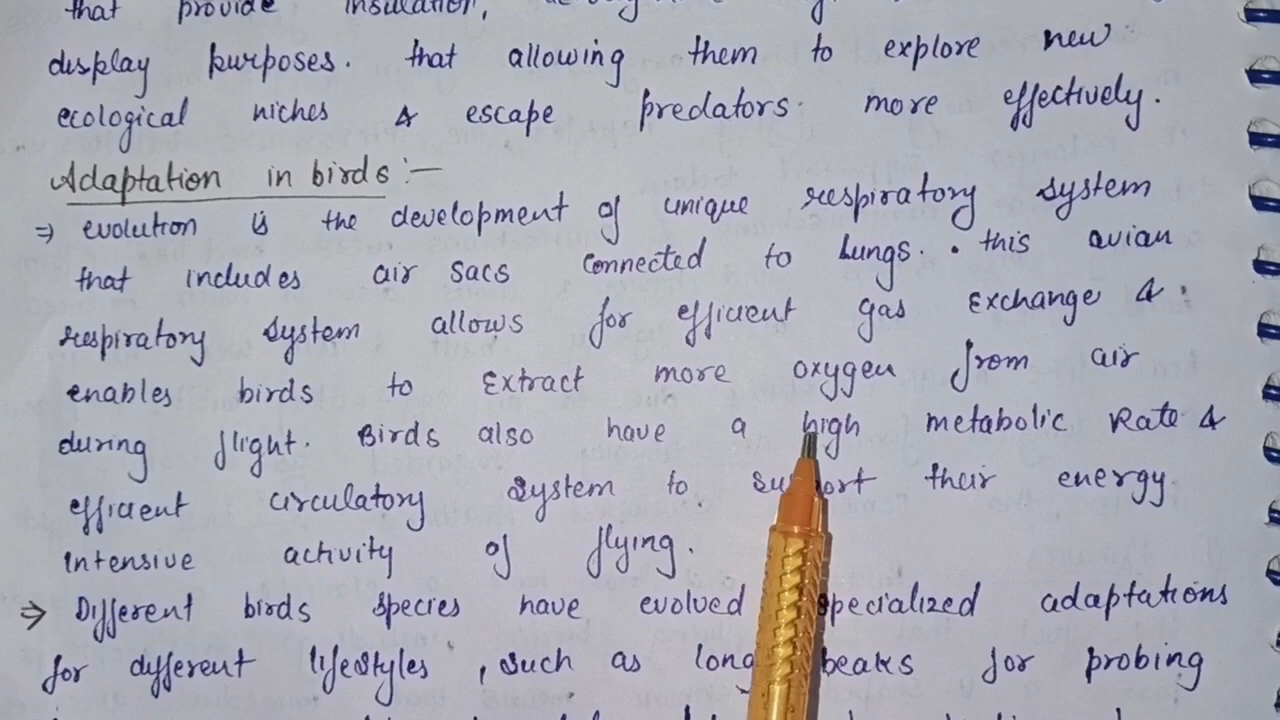 that provide insulation,
display purposes. that allowing them to explore new
ecological niches & escape predators. more effectively.
Adaptation in birds :-
⇒ evolution is the development of unique respiratory system
that includes air sacs connected to Lungs. . this avian
respiratory system allows for efficient gas Exchange &
enables birds to Extract more oxygen from air
during flight. Birds also have a high metabolic Rate &
efficient circulatory system to support their energy
Intensive activity of flying.
⇒ Different birds species have evolved specialized adaptations
for different lifestyles , such as long beaks for probing